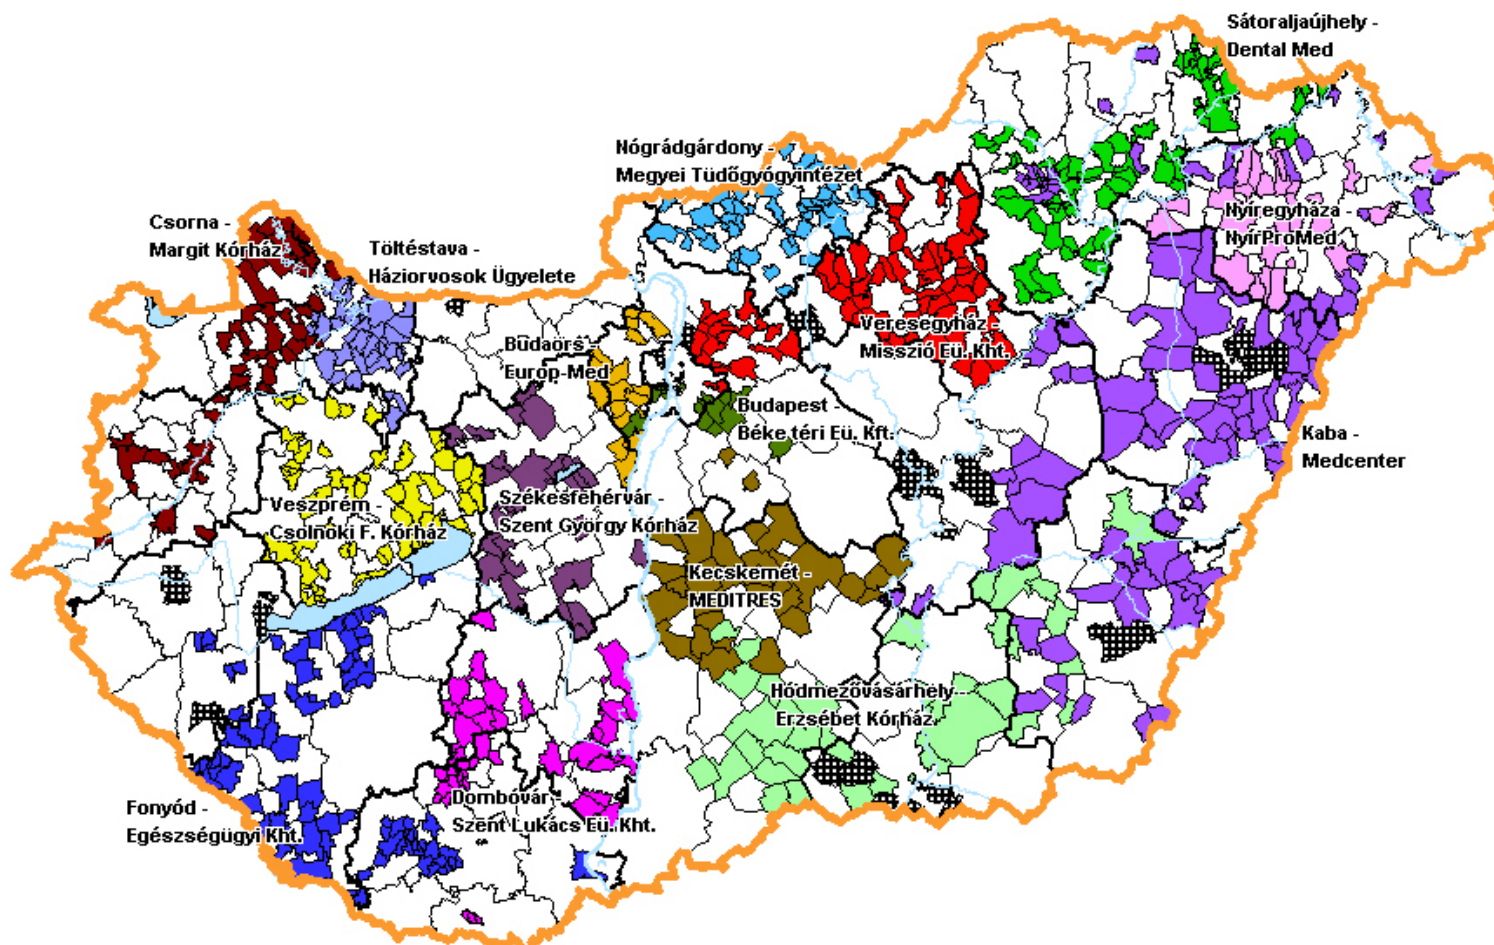 Sátoraljaújhely -
Dental Med
Nógrádgárdony -
Megyei Tüdőgyógyintézet
Csorna -
Margit Kórház
Töltéstava -
Háziorvosok Ügyelete
Nyíregyháza -
NyírProMed
Veresegyház -
Misszió Eü. Kht.
Budaörs -
Europ-Med
Budapest -
Béke téri Eü. Kft.
Kaba -
Medcenter
Veszprém -
Csolnóki F. Kórház
Székesfehérvár -
Szent György Kórház
Kecskemét -
MEDITRES
Hódmezővásárhely -
Erzsébet Kórház
Fonyód -
Egészségügyi Kht.
Dombóvár -
Szent Lukács Eü. Kht.